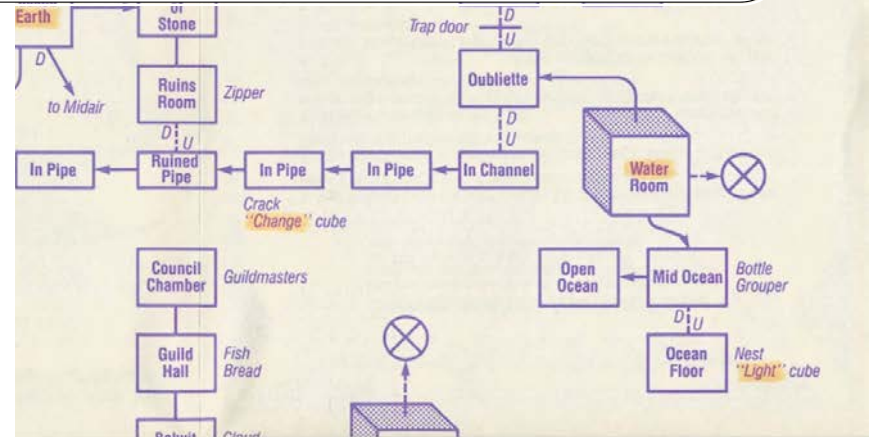 Earth
of
Stone
Trap door
D
U
D
to Midair
Ruins
Room
Zipper
Oubliette
D
U
D
U
In Pipe
Ruined
Pipe
In Pipe
In Pipe
In Channel
Water
Room
Crack
"Change" cube
Council
Chamber
Guildmasters
Open
Ocean
Mid Ocean
Bottle
Grouper
D
U
Guild
Hall
Fish
Bread
Ocean
Floor
Nest
"Light" cube